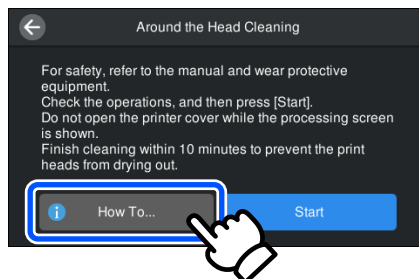 Around the Head Cleaning
For safety, refer to the manual and wear protective
equipment.
Check the operations, and then press [Start].
Do not open the printer cover while the processing screen
is shown.
Finish cleaning within 10 minutes to prevent the print
heads from drying out.
How To...
Start